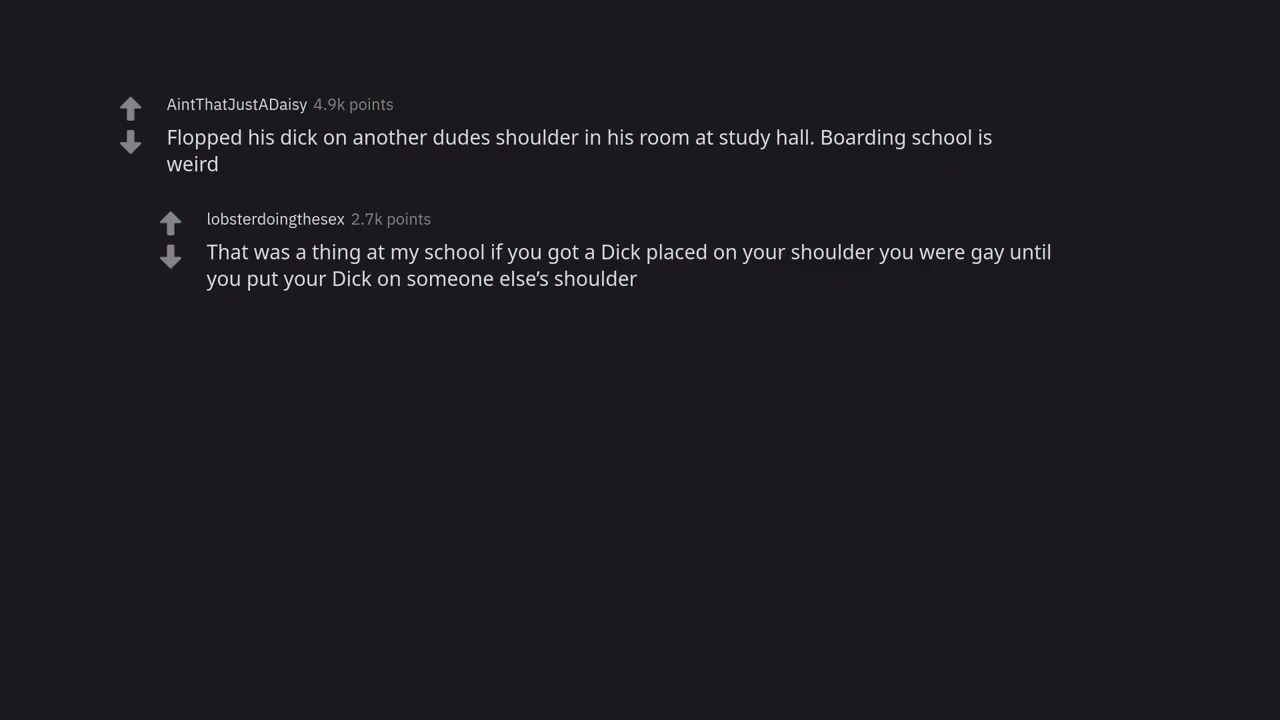 AintThatJustADaisy 4.9k points
Flopped his dick on another dudes shoulder in his room at study hall. Boarding school is
weird
lobsterdoingthesex 2.7k points
That was a thing at my school if you got a Dick placed on your shoulder you were gay until
you put your Dick on someone else’s shoulder